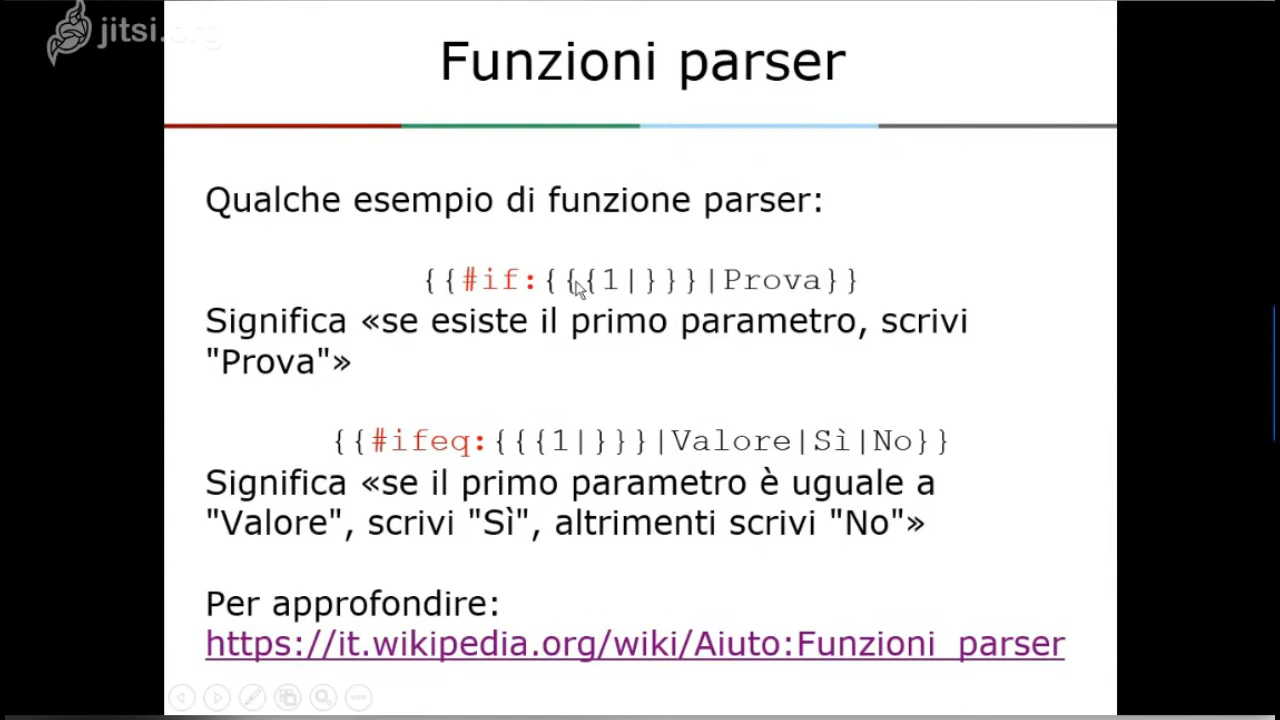 jitsi.org
Funzioni parser
Qualche esempio di funzione parser:
{{#if:{{{1|}}}|Prova}}
Significa «se esiste il primo parametro, scrivi
"Prova"»
{{#ifeq:{{{1|}}}|Valore|Sì|No}}
Significa «se il primo parametro è uguale a
"Valore", scrivi "Sì", altrimenti scrivi "No"»
Per approfondire:
https://it.wikipedia.org/wiki/Aiuto:Funzioni_parser